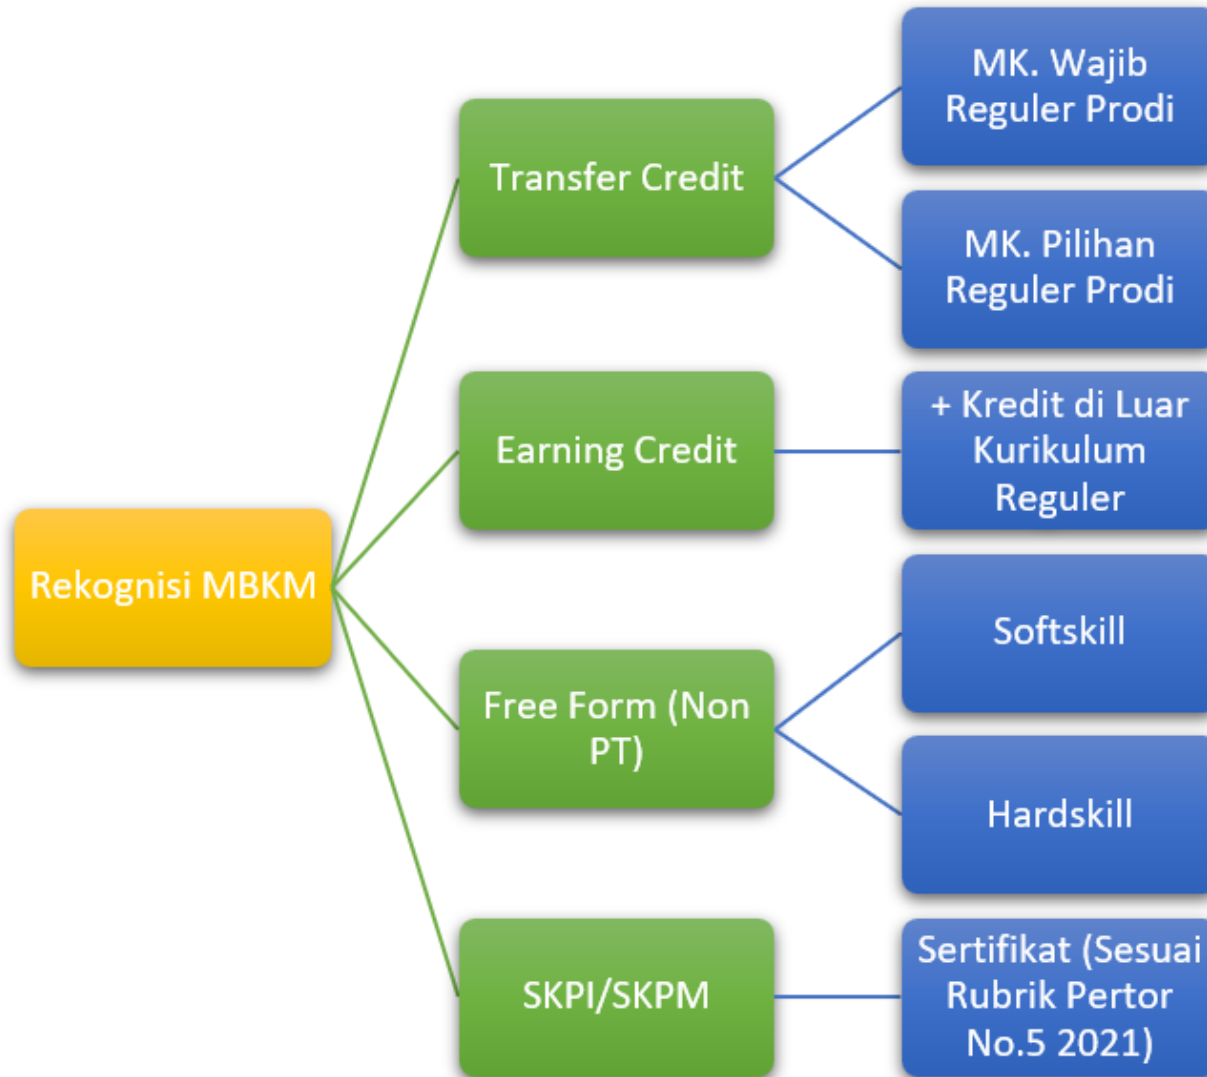 MK. Wajib
Reguler Prodi
Transfer Credit
MK. Pilihan
Reguler Prodi
+ Kredit di Luar
Kurikulum
Reguler
Earning Credit
Rekognisi MBKM
Softskill
Free Form (Non
PT)
Hardskill
SKPI/SKPM
Sertifikat (Sesuai
Rubrik Pertor
No.5 2021)